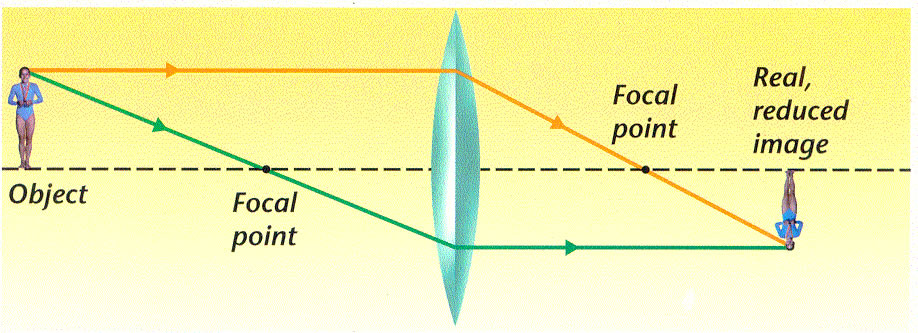 Object
Focal
point
Focal
point
Real,
reduced
image